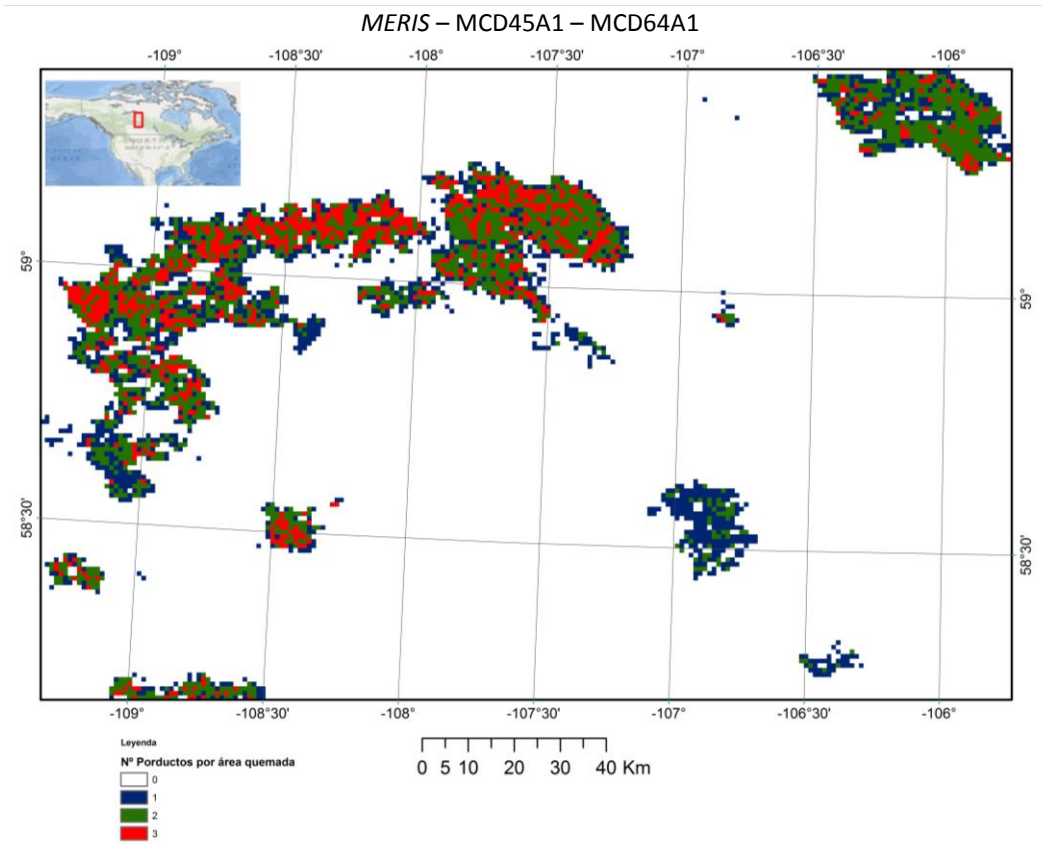 MERIS – MCD45A1 – MCD64A1
-109° -108°30' -108° -107°30' -107° -106°30' -106°
59°
59°
58°30'
58°30'
-109° -108°30' -108° -107°30' -107° -106°30' -106°
Leyenda
Nº Porductos por área quemada
0
1
2
3
0 5 10 20 30 40 Km